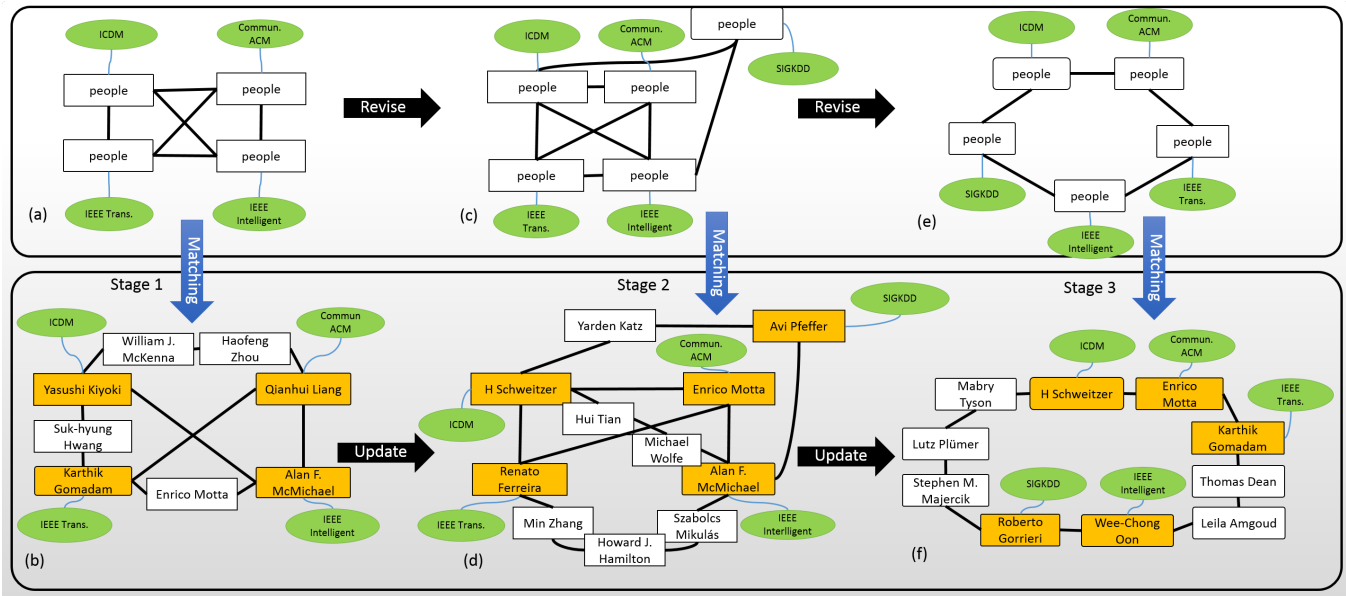 ICDM
Commun.
ACM
people
people
people
people
IEEE Trans.
IEEE
Intelligent
(a)
Revise
people
ICDM
Commun.
ACM
SIGKDD
people
people
people
people
IEEE
Trans.
IEEE
Intelligent
(c)
Revise
ICDM
Commun.
ACM
people
people
people
people
people
SIGKDD
IEEE
Trans.
IEEE
Intelligent
(e)
Matching
Matching
Matching
Stage 1
ICDM
Commun
ACM
William J.
McKenna
Haofeng
Zhou
Yasushi Kiyoki
Qianhui Liang
Suk-hyung
Hwang
Karthik
Gomadam
Enrico Motta
Alan F.
McMichael
IEEE Trans.
IEEE
Intelligent
(b)
Update
Stage 2
SIGKDD
Yarden Katz
Avi Pfeffer
Commun.
ACM
H Schweitzer
Enrico Motta
Hui Tian
ICDM
Michael
Wolfe
Renato
Ferreira
Alan F.
McMichael
IEEE Trans.
Min Zhang
Szabolcs
Mikulás
IEEE
Interlligent
Howard J.
Hamilton
(d)
Update
Stage 3
ICDM
Commun.
ACM
Mabry
Tyson
H Schweitzer
Enrico
Motta
IEEE
Trans.
Lutz Plümer
Karthik
Gomadam
Stephen M.
Majercik
SIGKDD
IEEE
Intelligent
Thomas Dean
Roberto
Gorrieri
Wee-Chong
Oon
Leila Amgoud
(f)